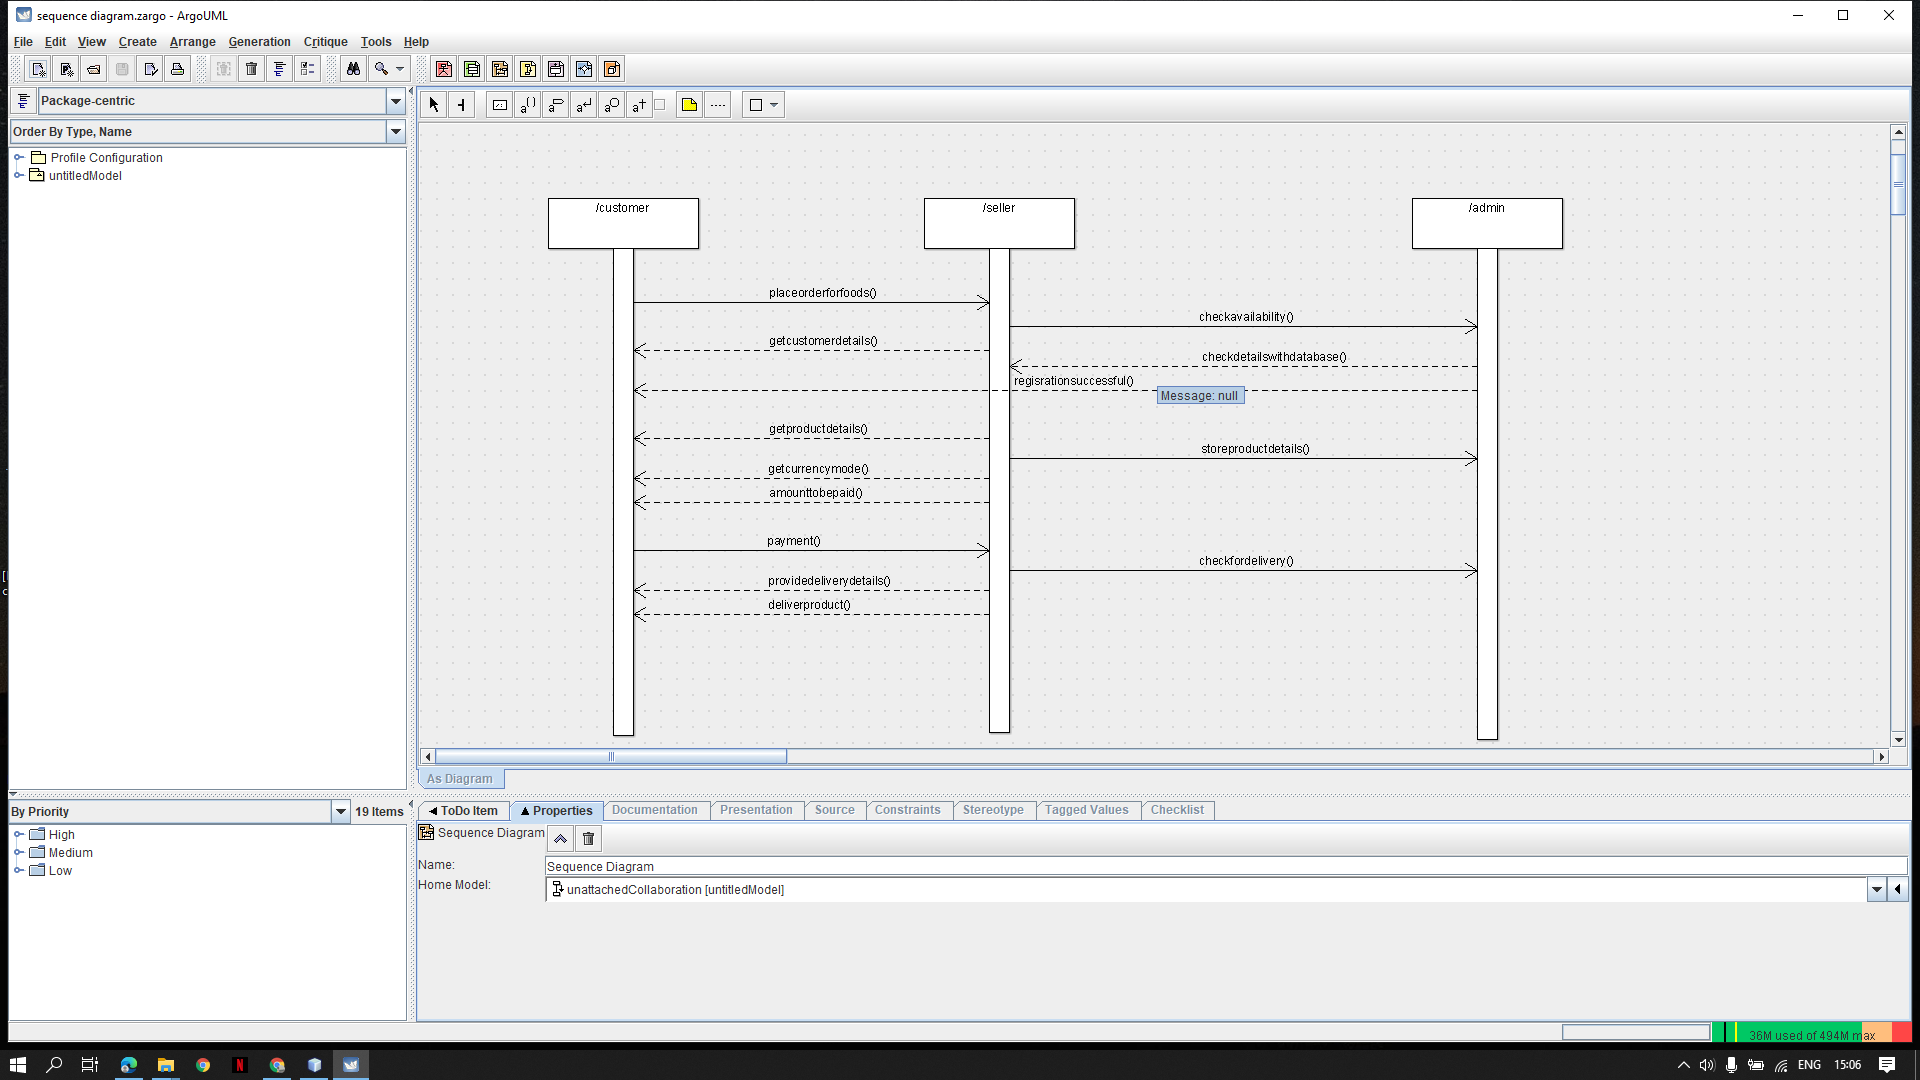 sequence diagram.zargo - ArgoUML
File Edit View Create Arrange Generation Critique Tools Help
Package-centric
Order By Type, Name
Profile Configuration
untitledModel
/customer
/seller
/admin
placeorderforfoods()
checkavailability()
getcustomerdetails()
checkdetailswithdatabase()
regisrationsuccessful()
Message: null
getproductdetails()
storeproductdetails()
getcurrencymode()
amounttobepaid()
payment()
checkfordelivery()
providedeliverydetails()
deliverproduct()
As Diagram
By Priority
19 Items
High
Medium
Low
ToDo Item Properties Documentation Presentation Source Constraints Stereotype Tagged Values Checklist
Sequence Diagram
Name: Sequence Diagram
Home Model: unattachedCollaboration [untitledModel]
36M used of 494M max
ENG 15:06